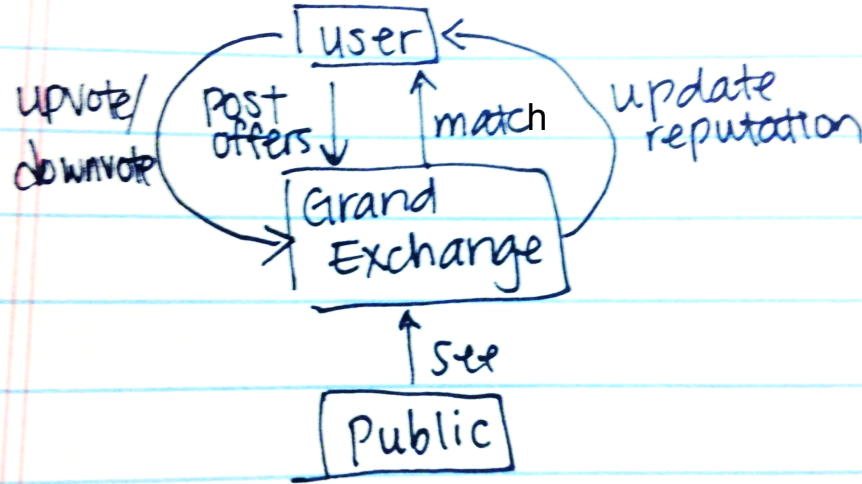 user
upvote/
downvote
post
offers
match
update
reputation
Grand
Exchange
see
Public